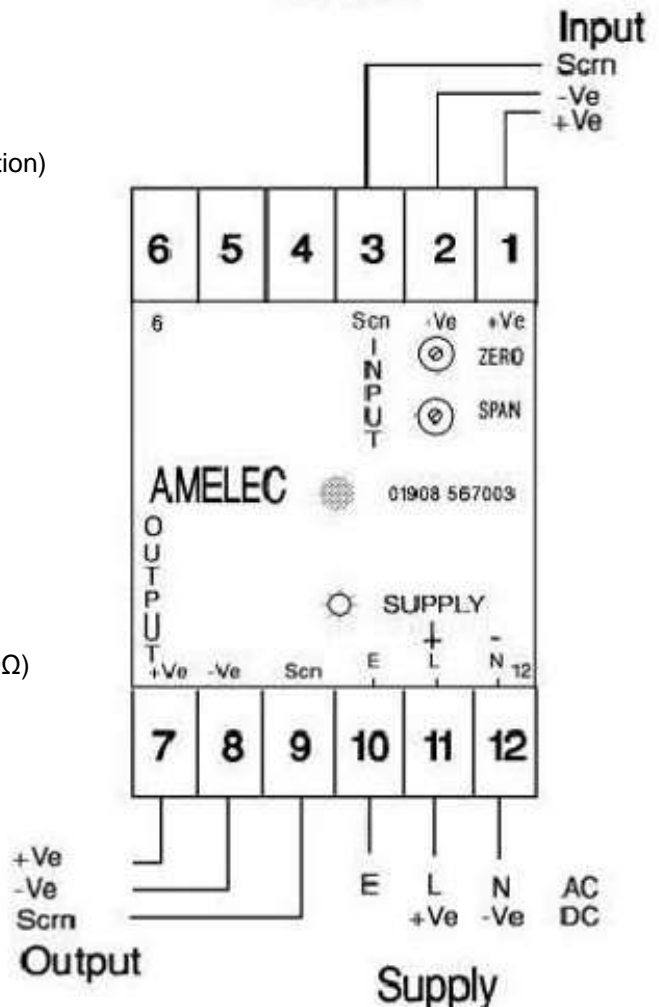 Input
Scrn
-Ve
+Ve
tion)
6 5 4 3 2 1
6 Scn -Ve +Ve
INPUT
ZERO
SPAN
AMELEC 01908 567003
OUTPUT
SUPPLY
+ -
+Ve -Ve Scn E L N 12
Ω)
7 8 9 10 11 12
+Ve
-Ve
Scrn
Output
E L N AC
+Ve -Ve DC
Supply